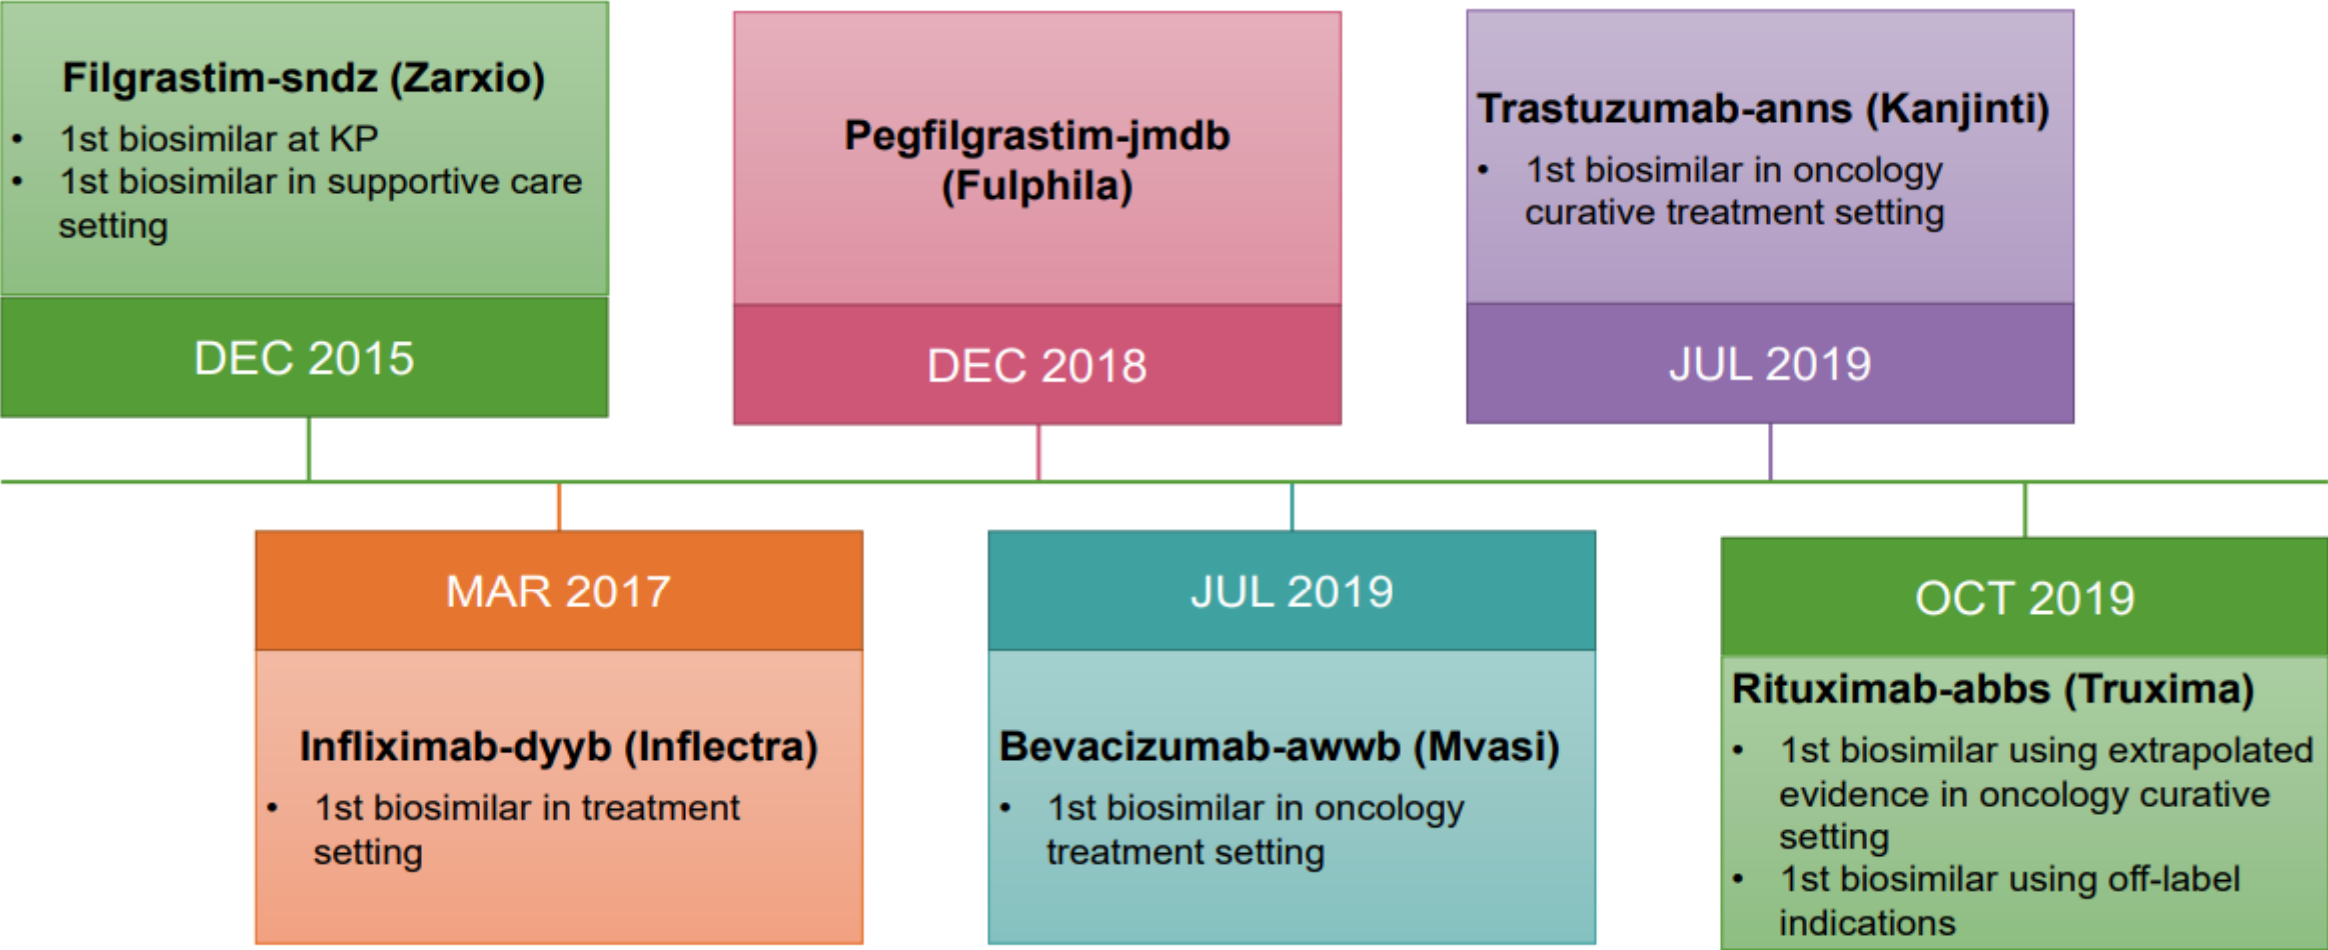 Filgrastim-sndz (Zarxio)
• 1st biosimilar at KP
• 1st biosimilar in supportive care
setting
DEC 2015
Pegfilgrastim-jmdb
(Fulphila)
DEC 2018
Trastuzumab-anns (Kanjinti)
• 1st biosimilar in oncology
curative treatment setting
JUL 2019
MAR 2017
Infliximab-dyyb (Inflectra)
• 1st biosimilar in treatment
setting
JUL 2019
Bevacizumab-awwb (Mvasi)
• 1st biosimilar in oncology
treatment setting
OCT 2019
Rituximab-abbs (Truxima)
• 1st biosimilar using extrapolated
evidence in oncology curative
setting
• 1st biosimilar using off-label
indications